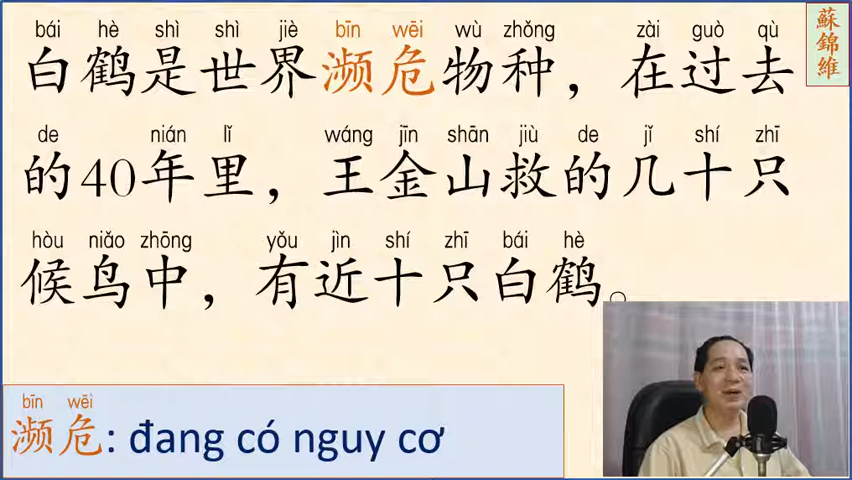 bái hè shì shì jiè bīn wēi wù zhǒng zài guò qù
白鹤是世界濒危物种，在过去
de nián lǐ wáng jīn shān jiù de jǐ shí zhī
的40年里，王金山救的几十只
hòu niǎo zhōng yǒu jìn shí zhī bái hè
候鸟中，有近十只白鹤。
蘇錦維
bīn wēi
濒危: đang có nguy cơ